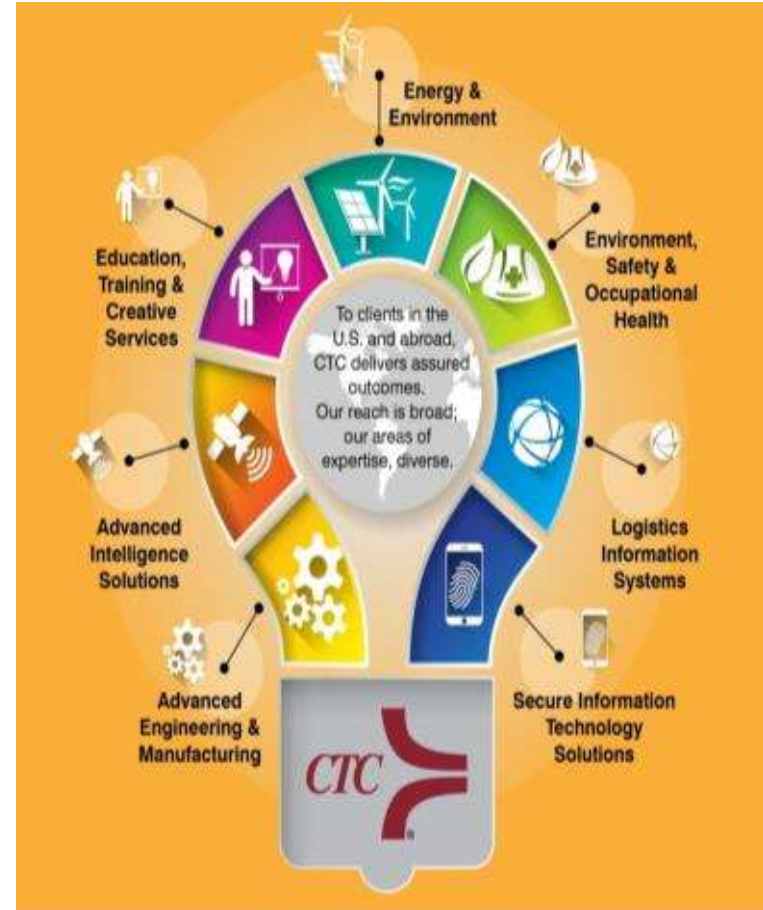 Energy &
Environment
Education,
Training &
Creative
Services
Environment,
Safety &
Occupational
Health
To clients in the
U.S. and abroad,
CTC delivers assured
outcomes.
Our reach is broad;
our areas of
expertise, diverse.
Advanced
Intelligence
Solutions
Logistics
Information
Systems
Advanced
Engineering &
Manufacturing
Secure Information
Technology
Solutions
CTC
®